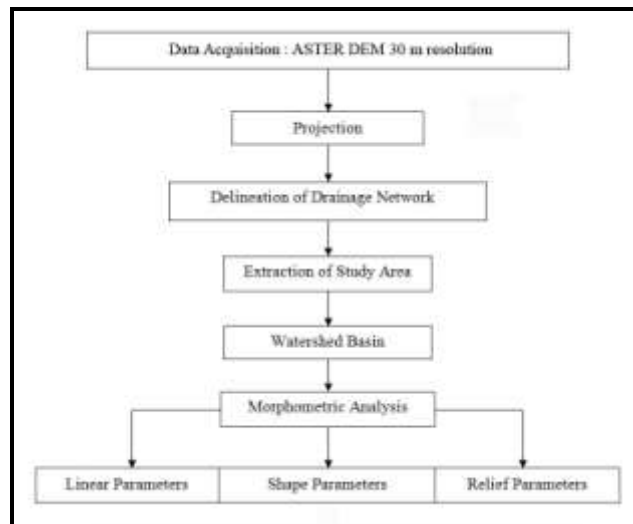 Data Acquisition : ASTER DEM 30 m resolution
Projection
Delineation of Drainage Network
Extraction of Study Area
Watershed Basin
Morphometric Analysis
Linear Parameters
Shape Parameters
Relief Parameters